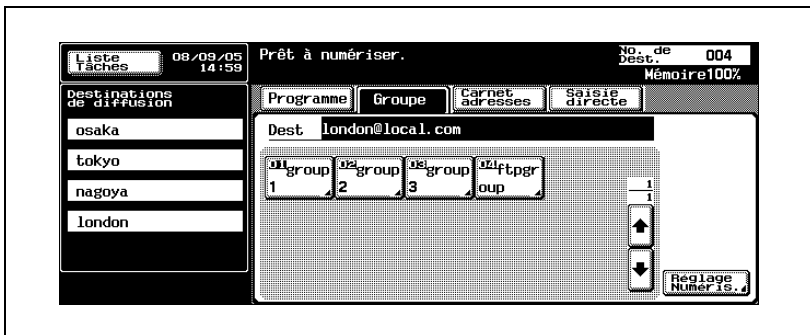 Liste
Tâches
08/09/05
14:59
Prêt à numériser.
No. de
Dest.
004
Mémoire100%
Destinations
de diffusion
osaka
tokyo
nagoya
london
Programme
Groupe
Carnet
adresses
Saisie
directe
Dest london@local.com
01 group
1
02 group
2
03 group
3
04 ftpgr
oup
1
1
Réglage
Numéris.